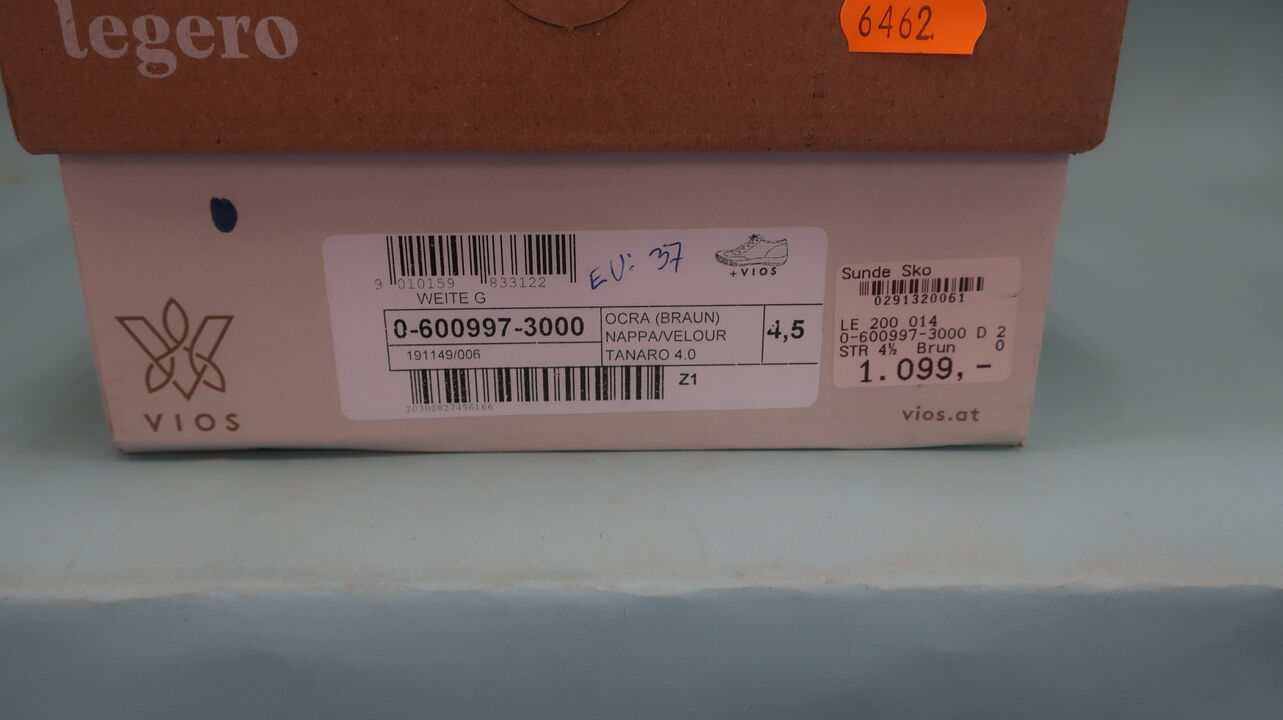 legero
6462
9 010159 833122
EU: 37
+VIOS
WEITE G
0-600997-3000
OCRA (BRAUN)
NAPPA/VELOUR
TANARO 4.0
4,5
191149/006
Z1
20300827496166
VIOS
Sunde Sko
0291320061
LE 200 014
0-600997-3000 D 2
STR 4½ Brun 0
1.099,-
vios.at